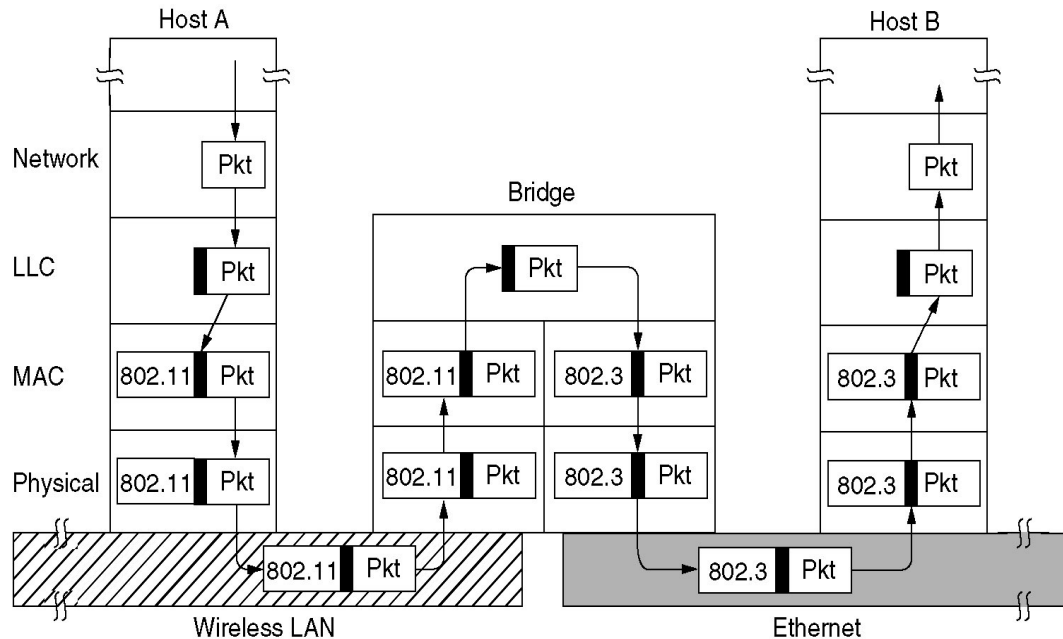 Host A
Host B
Bridge
Network
Pkt
Pkt
LLC
Pkt
Pkt
Pkt
MAC
802.11 Pkt
802.11 Pkt
802.3 Pkt
802.3 Pkt
Physical
802.11 Pkt
802.11 Pkt
802.3 Pkt
802.3 Pkt
802.11 Pkt
802.3 Pkt
Wireless LAN
Ethernet